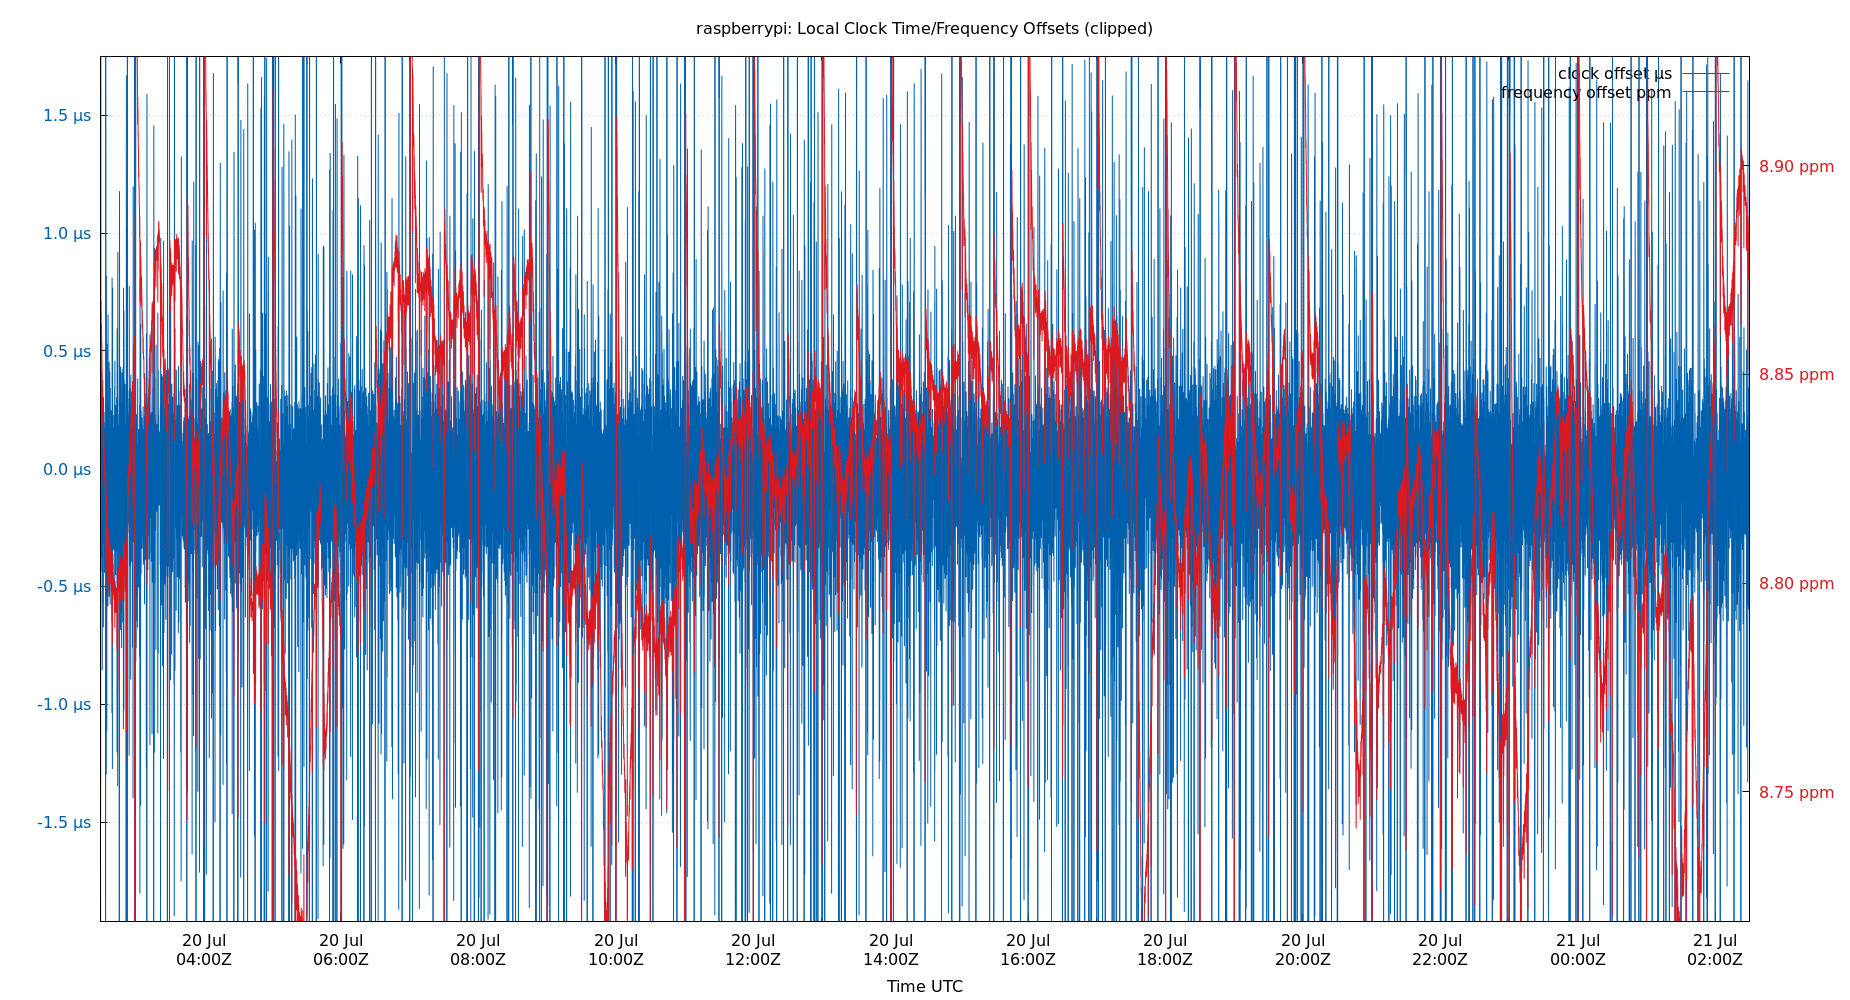 raspberrypi: Local Clock Time/Frequency Offsets (clipped)
clock offset µs
frequency offset ppm
1.5 µs
1.0 µs
0.5 µs
0.0 µs
-0.5 µs
-1.0 µs
-1.5 µs
8.90 ppm
8.85 ppm
8.80 ppm
8.75 ppm
20 Jul 20 Jul 20 Jul 20 Jul 20 Jul 20 Jul 20 Jul 20 Jul 20 Jul 20 Jul 21 Jul 21 Jul
04:00Z 06:00Z 08:00Z 10:00Z 12:00Z 14:00Z 16:00Z 18:00Z 20:00Z 22:00Z 00:00Z 02:00Z
Time UTC